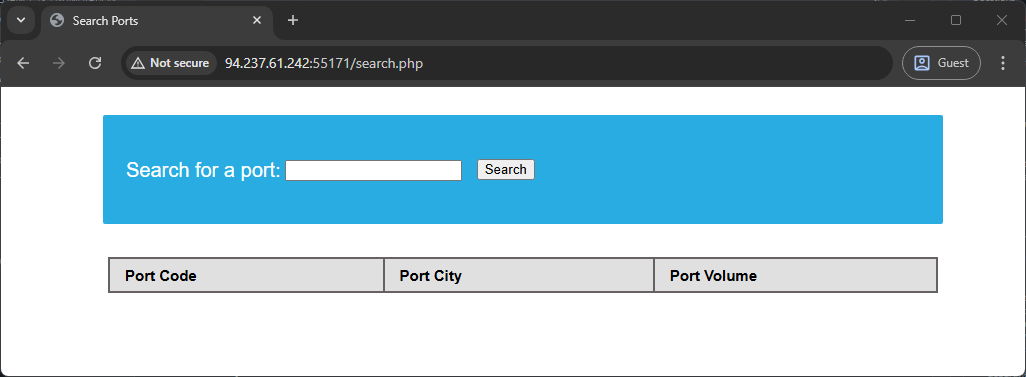 Search Ports
Not secure 94.237.61.242:55171/search.php Guest
Search for a port: Search
Port Code Port City Port Volume